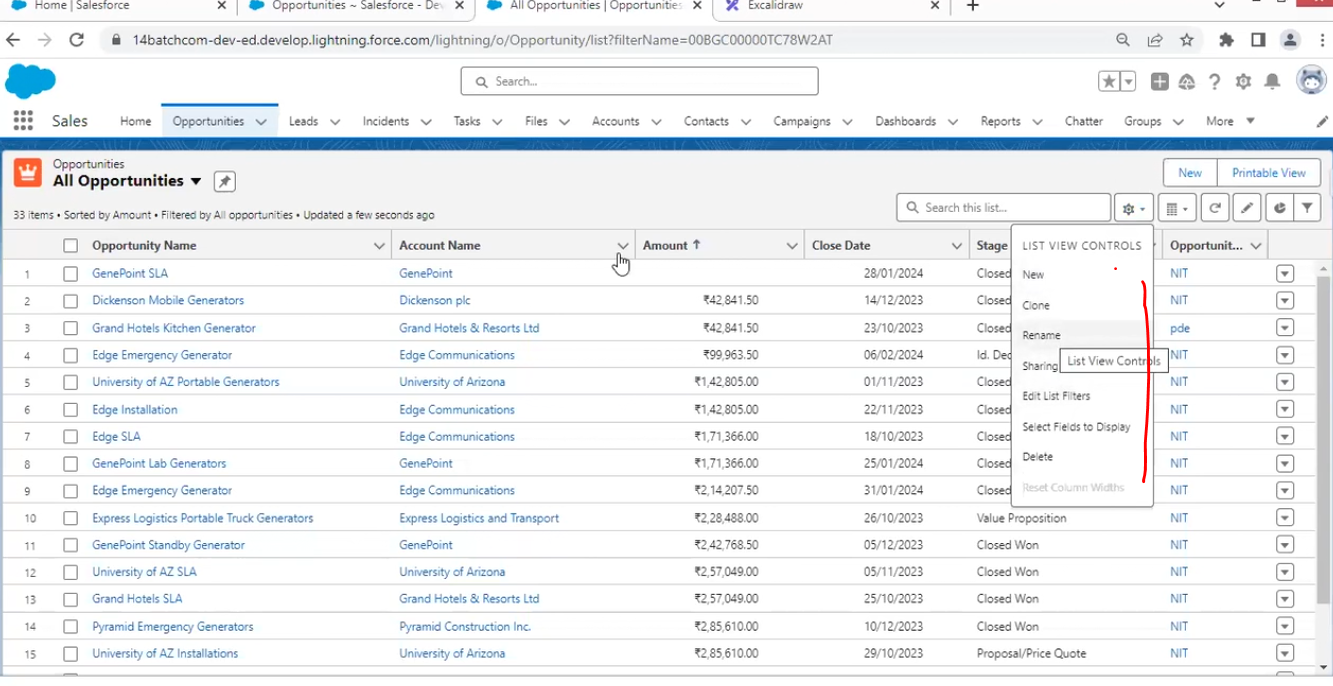 Home | Salesforce
Opportunities ~ Salesforce - Dev
All Opportunities | Opportunities
Excalidraw
14batchcom-dev-ed.develop.lightning.force.com/lightning/o/Opportunity/list?filterName=00BGC00000TC78W2AT
Search...
Sales Home Opportunities Leads Incidents Tasks Files Accounts Contacts Campaigns Dashboards Reports Chatter Groups More
Opportunities
All Opportunities
New Printable View
33 items • Sorted by Amount • Filtered by All opportunities • Updated a few seconds ago
Search this list...
Opportunity Name Account Name Amount ↑ Close Date Stage Opportunit...
LIST VIEW CONTROLS
New
Clone
Rename
Sharing
List View Controls
Edit List Filters
Select Fields to Display
Delete
Reset Column Widths
1 GenePoint SLA GenePoint 28/01/2024 Closed NIT
2 Dickenson Mobile Generators Dickenson plc ₹42,841.50 14/12/2023 Closed NIT
3 Grand Hotels Kitchen Generator Grand Hotels & Resorts Ltd ₹42,841.50 23/10/2023 Closed pde
4 Edge Emergency Generator Edge Communications ₹99,963.50 06/02/2024 Id. Dec NIT
5 University of AZ Portable Generators University of Arizona ₹1,42,805.00 01/11/2023 Closed NIT
6 Edge Installation Edge Communications ₹1,42,805.00 22/11/2023 Closed NIT
7 Edge SLA Edge Communications ₹1,71,366.00 18/10/2023 Closed NIT
8 GenePoint Lab Generators GenePoint ₹1,71,366.00 25/01/2024 Closed NIT
9 Edge Emergency Generator Edge Communications ₹2,14,207.50 31/01/2024 Closed NIT
10 Express Logistics Portable Truck Generators Express Logistics and Transport ₹2,28,488.00 26/10/2023 Value Proposition NIT
11 GenePoint Standby Generator GenePoint ₹2,42,768.50 05/12/2023 Closed Won NIT
12 University of AZ SLA University of Arizona ₹2,57,049.00 05/11/2023 Closed Won NIT
13 Grand Hotels SLA Grand Hotels & Resorts Ltd ₹2,57,049.00 25/10/2023 Closed Won NIT
14 Pyramid Emergency Generators Pyramid Construction Inc. ₹2,85,610.00 10/12/2023 Closed Won NIT
15 University of AZ Installations University of Arizona ₹2,85,610.00 29/10/2023 Proposal/Price Quote NIT